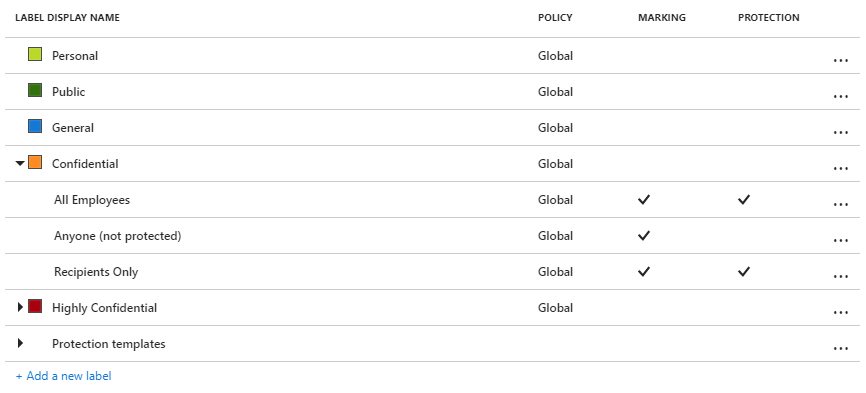 LABEL DISPLAY NAME POLICY MARKING PROTECTION
Personal Global ...
Public Global ...
General Global ...
Confidential Global ...
All Employees Global ✓ ✓ ...
Anyone (not protected) Global ✓ ...
Recipients Only Global ✓ ✓ ...
Highly Confidential Global ...
Protection templates ...
+ Add a new label